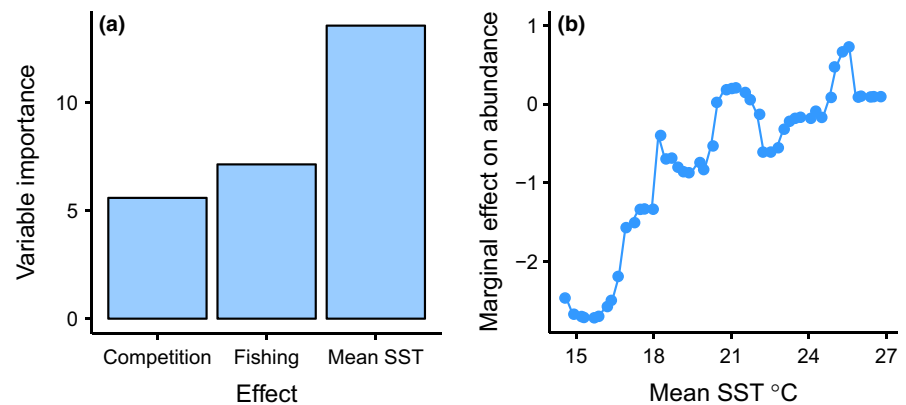 (a)
Variable importance
10
5
0
Competition Fishing Mean SST
Effect
(b)
Marginal effect on abundance
1
0
−1
−2
15 18 21 24 27
Mean SST °C